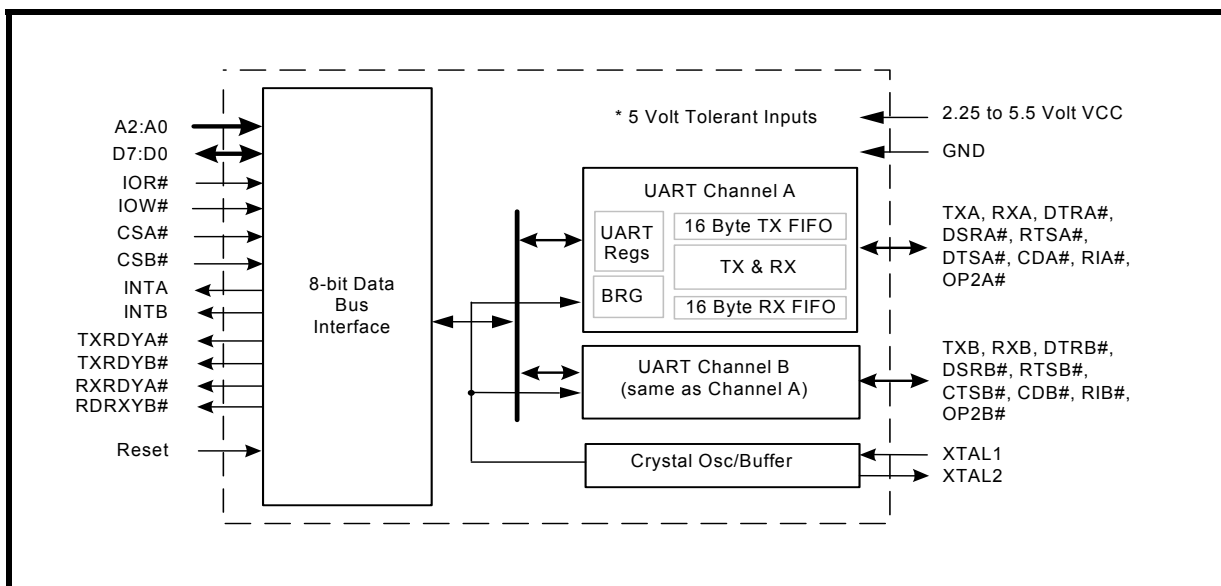 A2:A0
D7:D0
IOR#
IOW#
CSA#
CSB#
INTA
INTB
TXRDYA#
TXRDYB#
RXRDYA#
RDRXYB#
Reset
8-bit Data
Bus
Interface
* 5 Volt Tolerant Inputs
UART Channel A
UART
Regs
BRG
16 Byte TX FIFO
TX & RX
16 Byte RX FIFO
UART Channel B
(same as Channel A)
Crystal Osc/Buffer
2.25 to 5.5 Volt VCC
GND
TXA, RXA, DTRA#,
DSRA#, RTSA#,
DTSA#, CDA#, RIA#,
OP2A#
TXB, RXB, DTRB#,
DSRB#, RTSB#,
CTSB#, CDB#, RIB#,
OP2B#
XTAL1
XTAL2